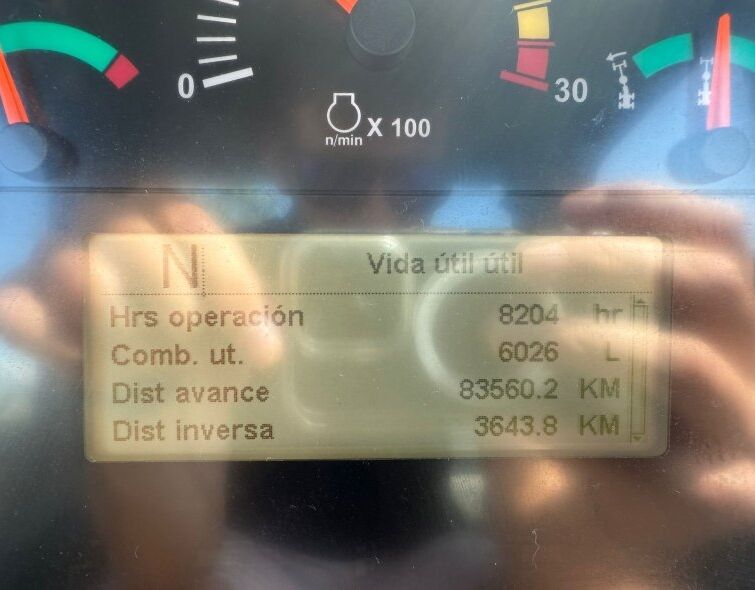 0
30
X 100
n/min
N Vida útil útil
Hrs operación 8204 hr
Comb. ut. 6026 L
Dist avance 83560.2 KM
Dist inversa 3643.8 KM